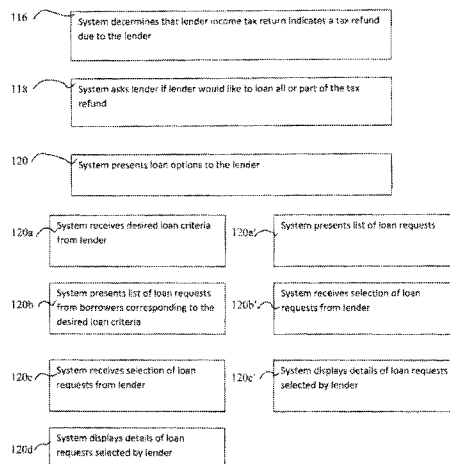 116
System determines that lender income tax return indicates a tax refund
due to the lender
118
System asks lender if lender would like to loan all or part of the tax
refund
120
System presents loan options to the lender
120a
System receives desired loan criteria
from lender
120a'
System presents list of loan requests
120b
System presents list of loan requests
from borrowers corresponding to the
desired loan criteria
120b'
System receives selection of loan
requests from lender
120c
System receives selection of loan
requests from lender
120c'
System displays details of loan requests
selected by lender
120d
System displays details of loan
requests selected by lender